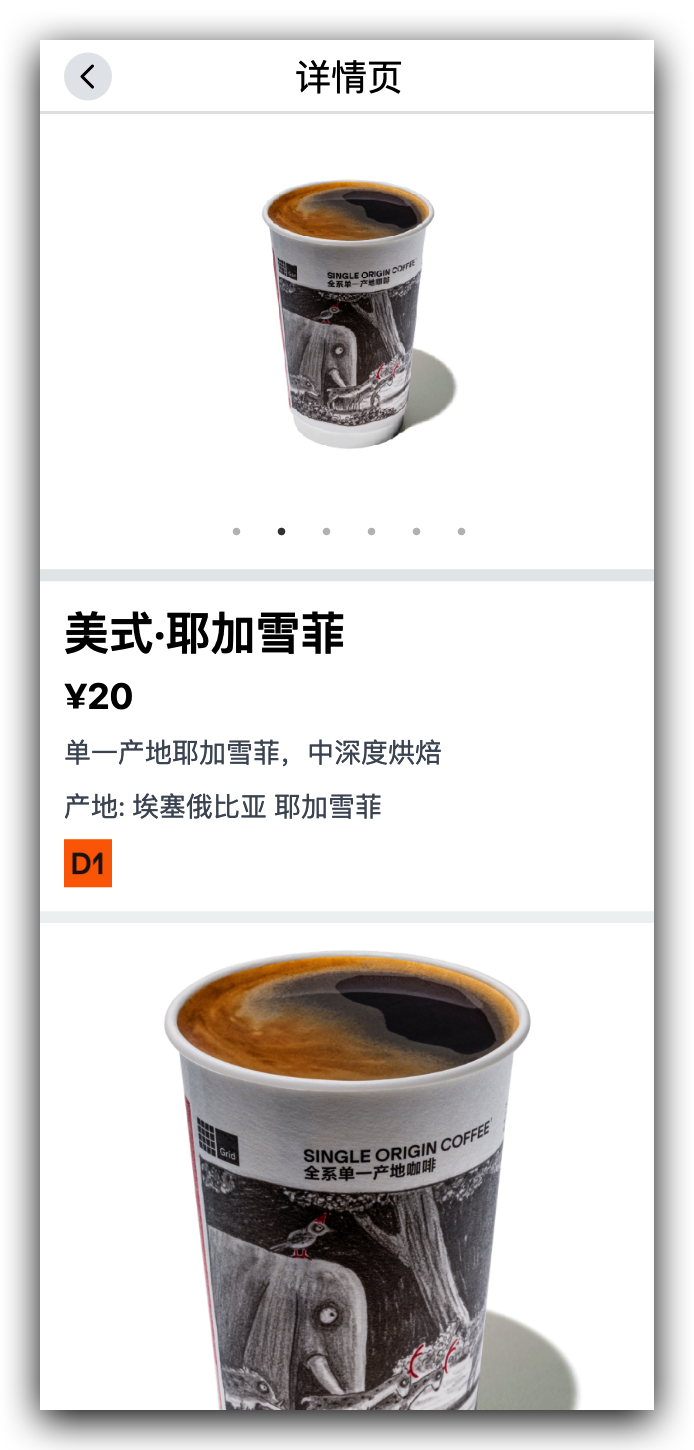 详情页
SINGLE ORIGIN COFFEE
全系单一产地咖啡
美式·耶加雪菲
¥20
单一产地耶加雪菲，中深度烘焙
产地: 埃塞俄比亚 耶加雪菲
D1
Grid
SINGLE ORIGIN COFFEE
全系单一产地咖啡